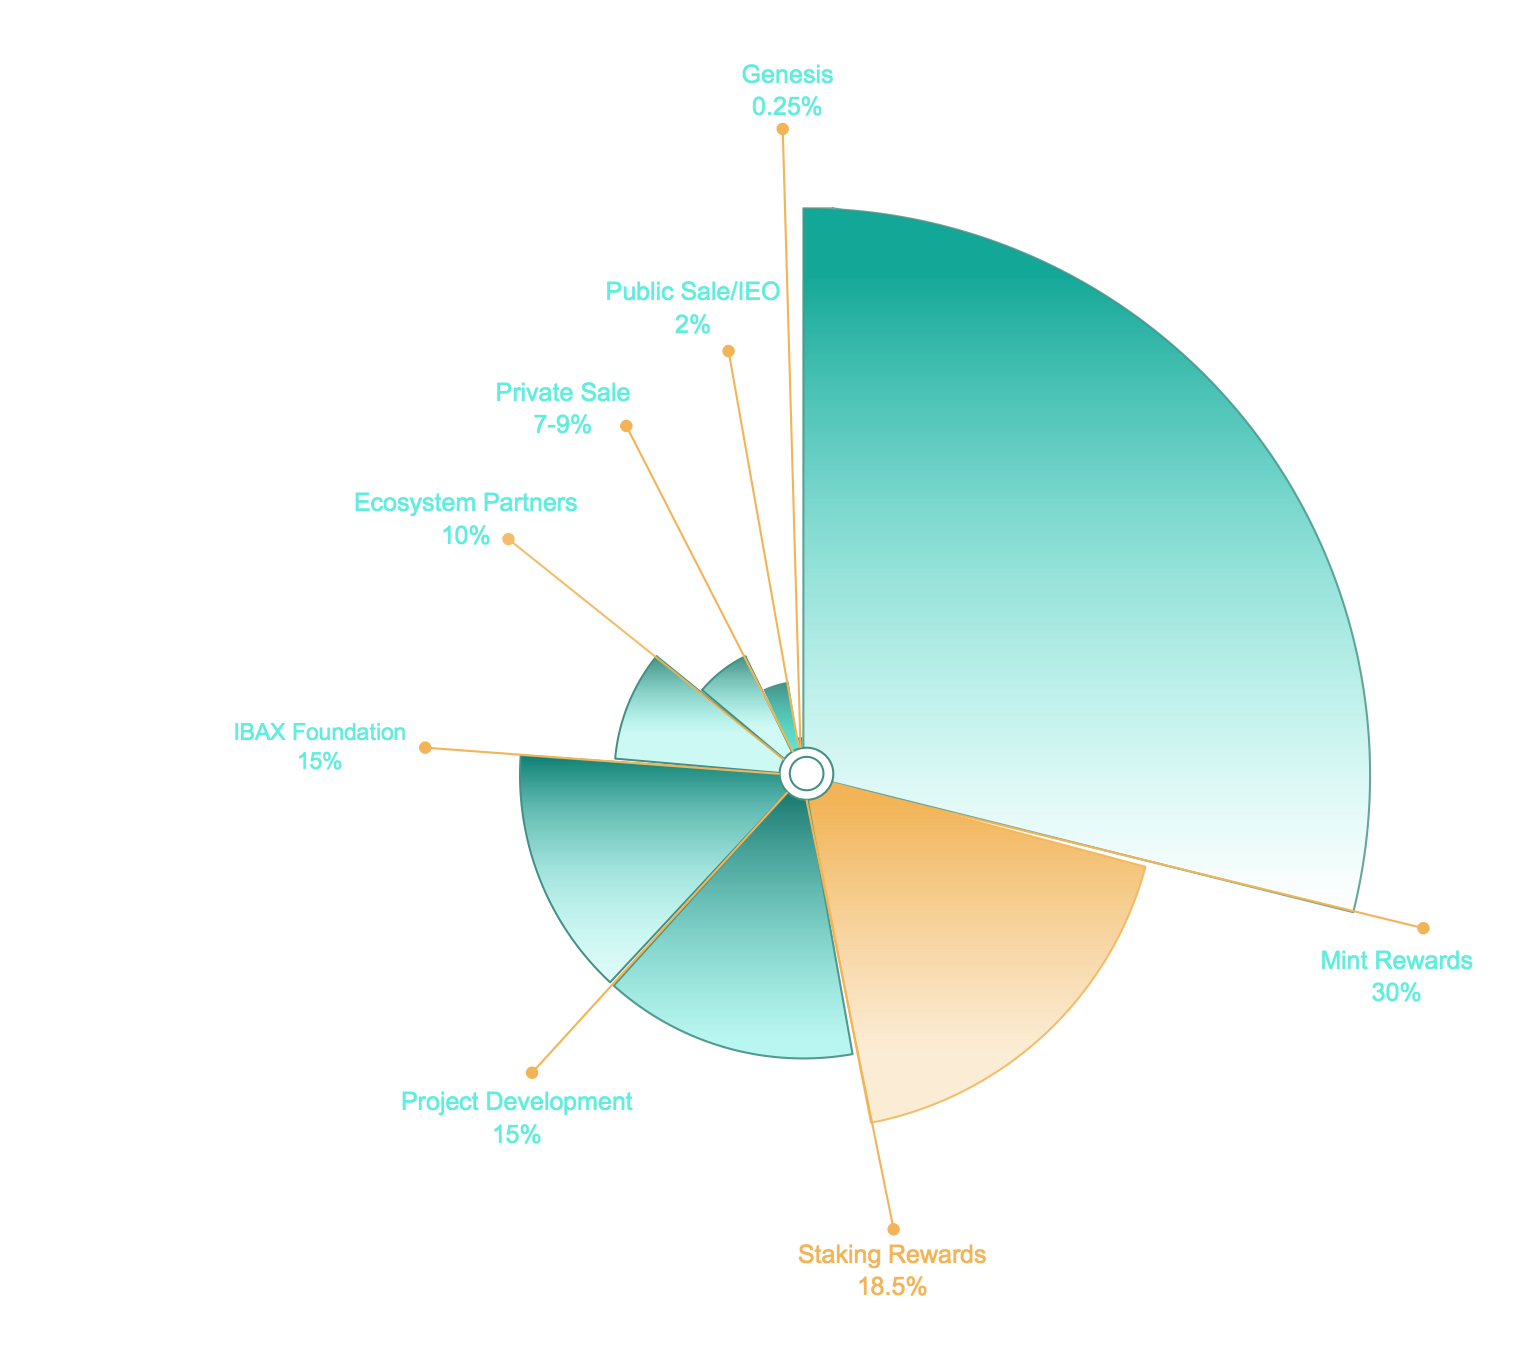 Genesis
0.25%
Public Sale/IEO
2%
Private Sale
7-9%
Ecosystem Partners
10%
IBAX Foundation
15%
Mint Rewards
30%
Project Development
15%
Staking Rewards
18.5%